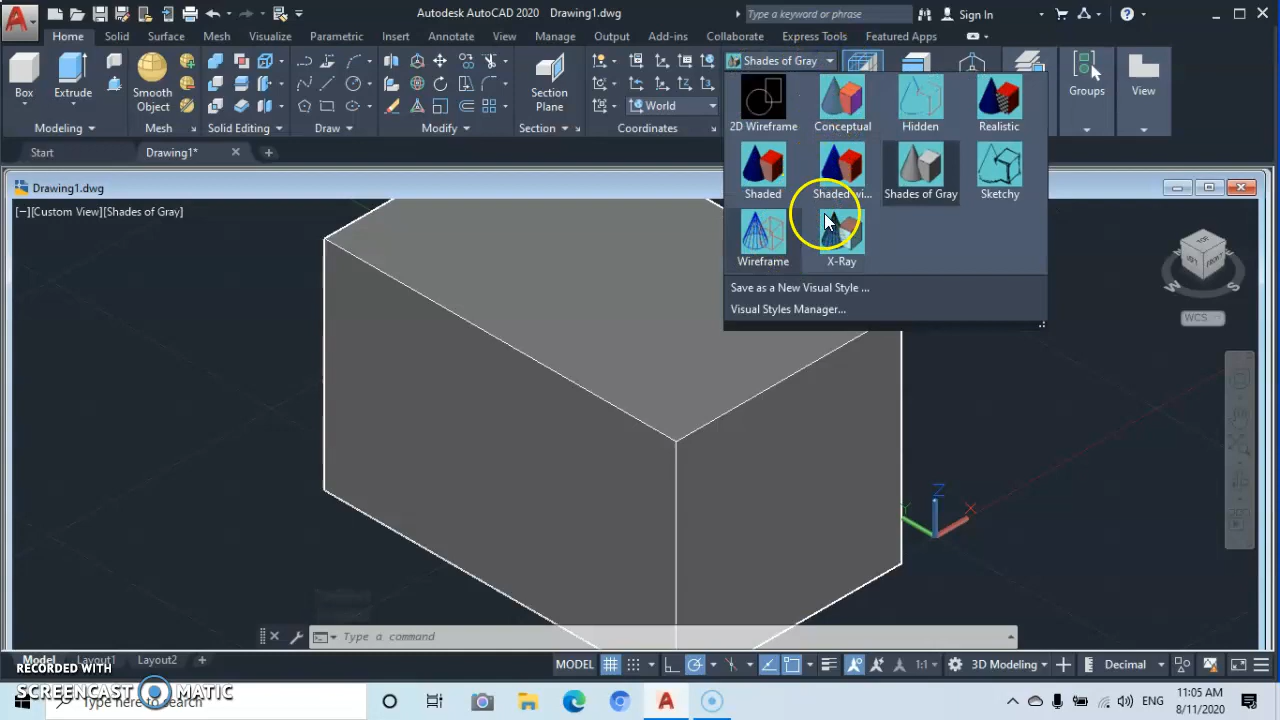 Autodesk AutoCAD 2020 Drawing1.dwg
Type a keyword or phrase
Sign In
Home Solid Surface Mesh Visualize Parametric Insert Annotate View Manage Output Add-ins Collaborate Express Tools Featured Apps
Shades of Gray
Box
Extrude
Smooth
Object
Section
Plane
World
Groups
View
Modeling
Mesh
Solid Editing
Draw
Modify
Section
Coordinates
2D Wireframe
Conceptual
Hidden
Realistic
Shaded
Shaded wi...
Shades of Gray
Sketchy
Wireframe
X-Ray
Save as a New Visual Style ...
Visual Styles Manager...
Start
Drawing1*
Drawing1.dwg
[−][Custom View][Shades of Gray]
TOP
FRONT
W
S
WCS
Z
Y
X
Type a command
Model
Layout1
Layout2
MODEL
1:1
3D Modeling
Decimal
RECORDED WITH
SCREENCAST MATIC
Type here to search
ENG
11:05 AM
8/11/2020